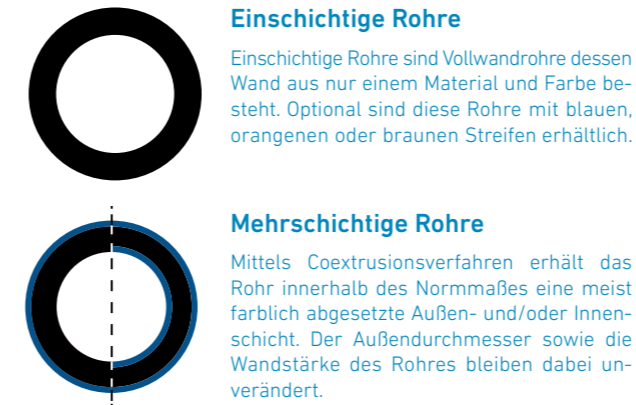 Einschichtige Rohre
Einschichtige Rohre sind Vollwandrohre dessen
Wand aus nur einem Material und Farbe be-
steht. Optional sind diese Rohre mit blauen,
orangenen oder braunen Streifen erhältlich.
Mehrschichtige Rohre
Mittels Coextrusionsverfahren erhält das
Rohr innerhalb des Normmaßes eine meist
farblich abgesetzte Außen- und/oder Innen-
schicht. Der Außendurchmesser sowie die
Wandstärke des Rohres bleiben dabei un-
verändert.